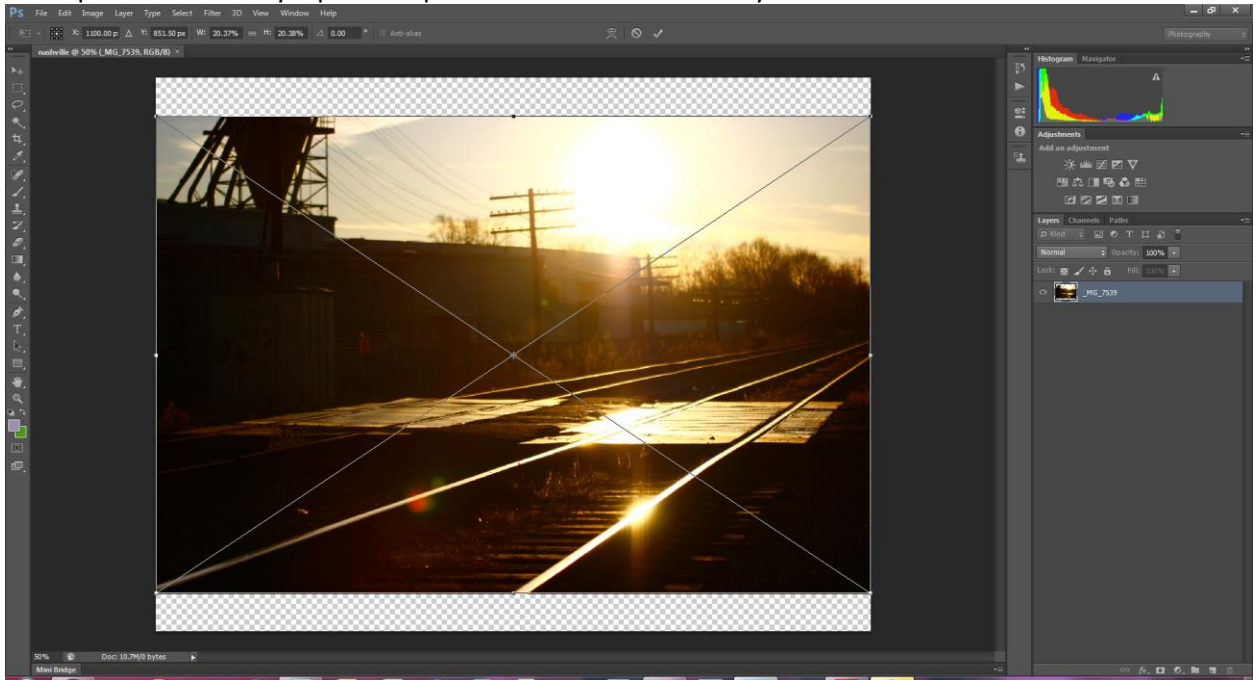 Ps File Edit Image Layer Type Select Filter 3D View Window Help
X: 1100.00 p Y: 851.50 px W: 20.37% H: 20.38% 0.00 ° Anti-alias Photography
nashville @ 50% (_MG_7539, RGB/8) ×
Histogram Navigator
Adjustments
Add an adjustment
Layers Channels Paths
Kind
Normal Opacity: 100%
Lock: Fill: 100%
_MG_7539
50% Doc: 10.7M/0 bytes
Mini Bridge